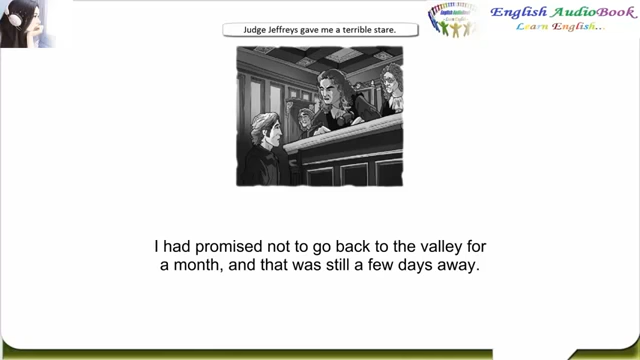 Judge Jeffreys gave me a terrible stare.
English AudioBook
Learn English...
I had promised not to go back to the valley for
a month, and that was still a few days away.